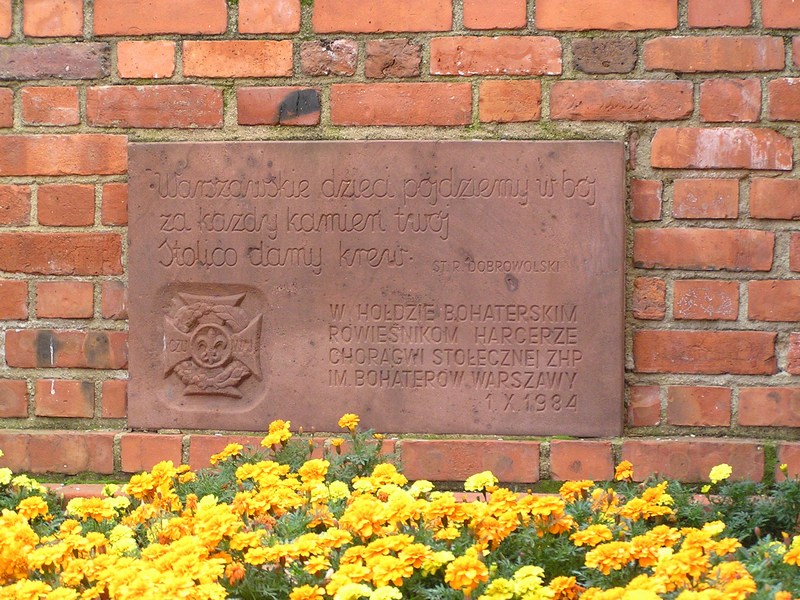 Warszawskie dzieci pójdziemy w bój
za każdy kamień twój
Stolico damy krew.
ST. R. DOBROWOLSKI
W HOŁDZIE BOHATERSKIM
RÓWIEŚNIKOM HARCERZE
CHORĄGWI STOŁECZNEJ ZHP
IM. BOHATERÓW WARSZAWY
1.X.1984
CZUWAJ